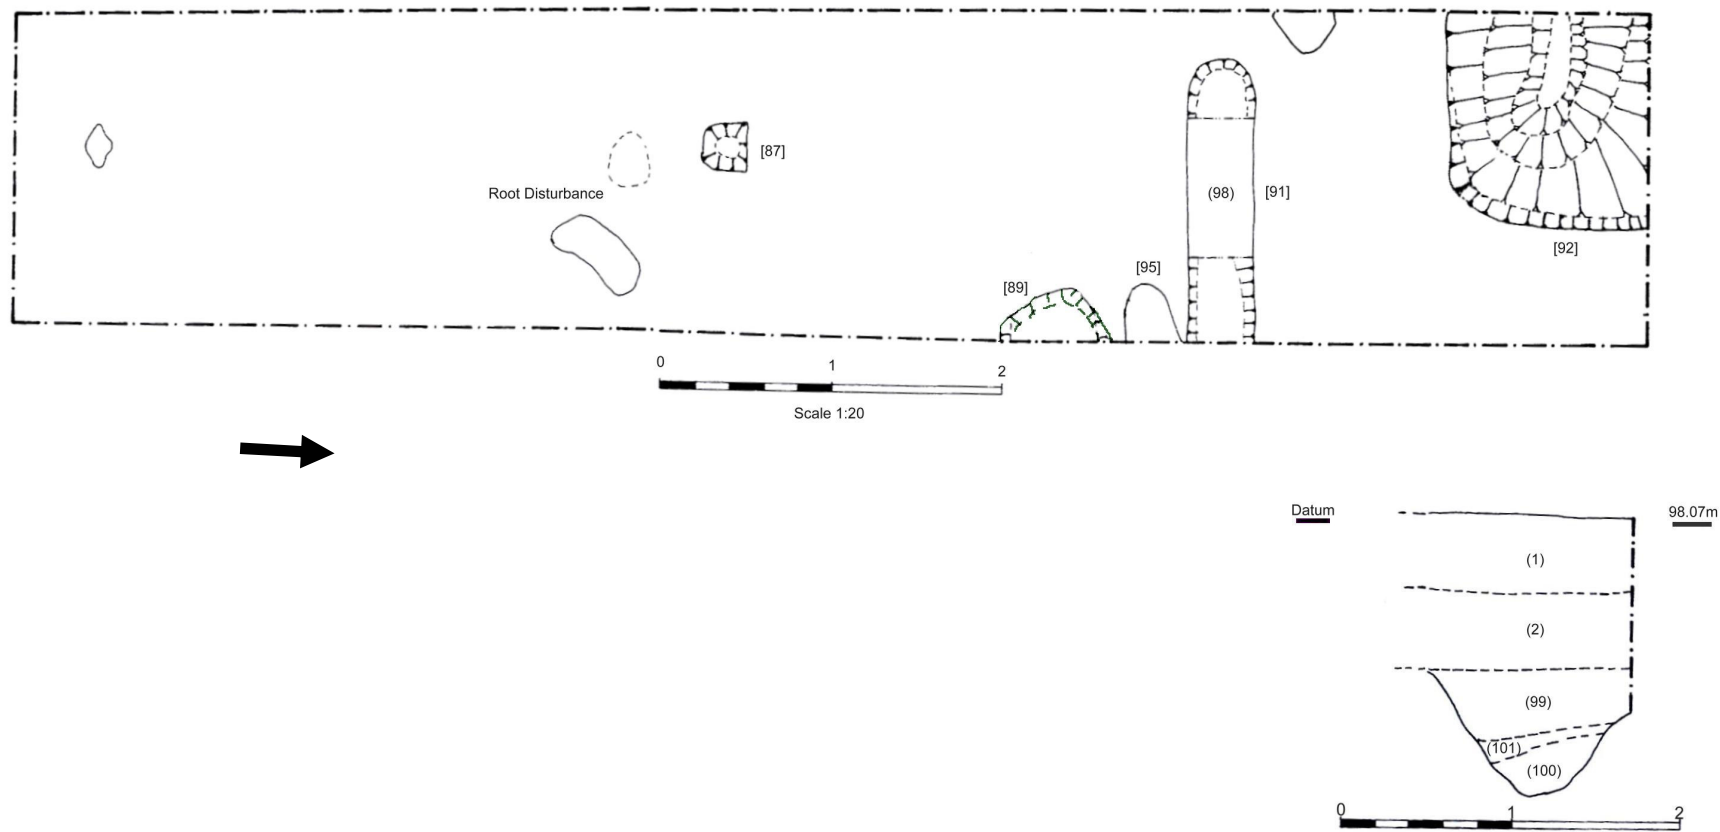 [87]
Root Disturbance
(98)
[91]
[92]
[95]
[89]
0 1 2
Scale 1:20
Datum
98.07m
(1)
(2)
(99)
(101)
(100)
0 1 2